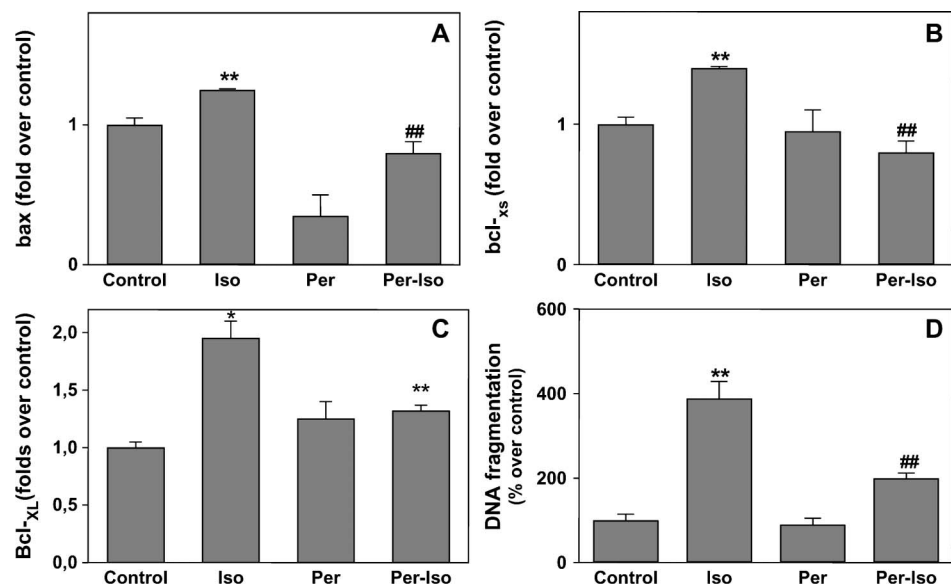 A
bax (fold over control)
1
0
**
##
Control Iso Per Per-Iso
B
bcl-xs (fold over control)
1
0
**
##
Control Iso Per Per-Iso
C
Bcl-XL(folds over control)
2,0
1,5
1,0
0,5
0,0
*
**
Control Iso Per Per-Iso
D
DNA fragmentation
(% over control)
600
400
200
0
**
##
Control Iso Per Per-Iso